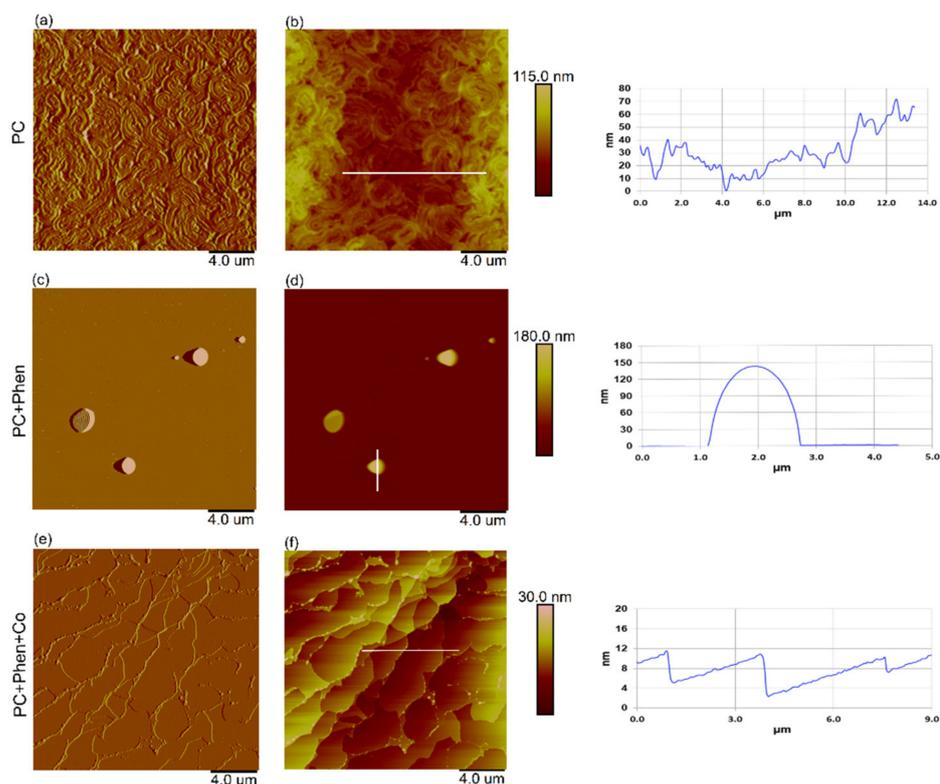 (a)
(b)
PC
115.0 nm
4.0 um
4.0 um
80
70
60
50
40
30
20
10
0
nm
0.0 2.0 4.0 6.0 8.0 10.0 12.0 14.0
µm
(c)
(d)
PC+Phen
180.0 nm
4.0 um
4.0 um
180
150
120
90
60
30
0
nm
0.0 1.0 2.0 3.0 4.0 5.0
µm
(e)
(f)
PC+Phen+Co
30.0 nm
4.0 um
4.0 um
20
16
12
8
4
0
nm
0.0 3.0 6.0 9.0
µm